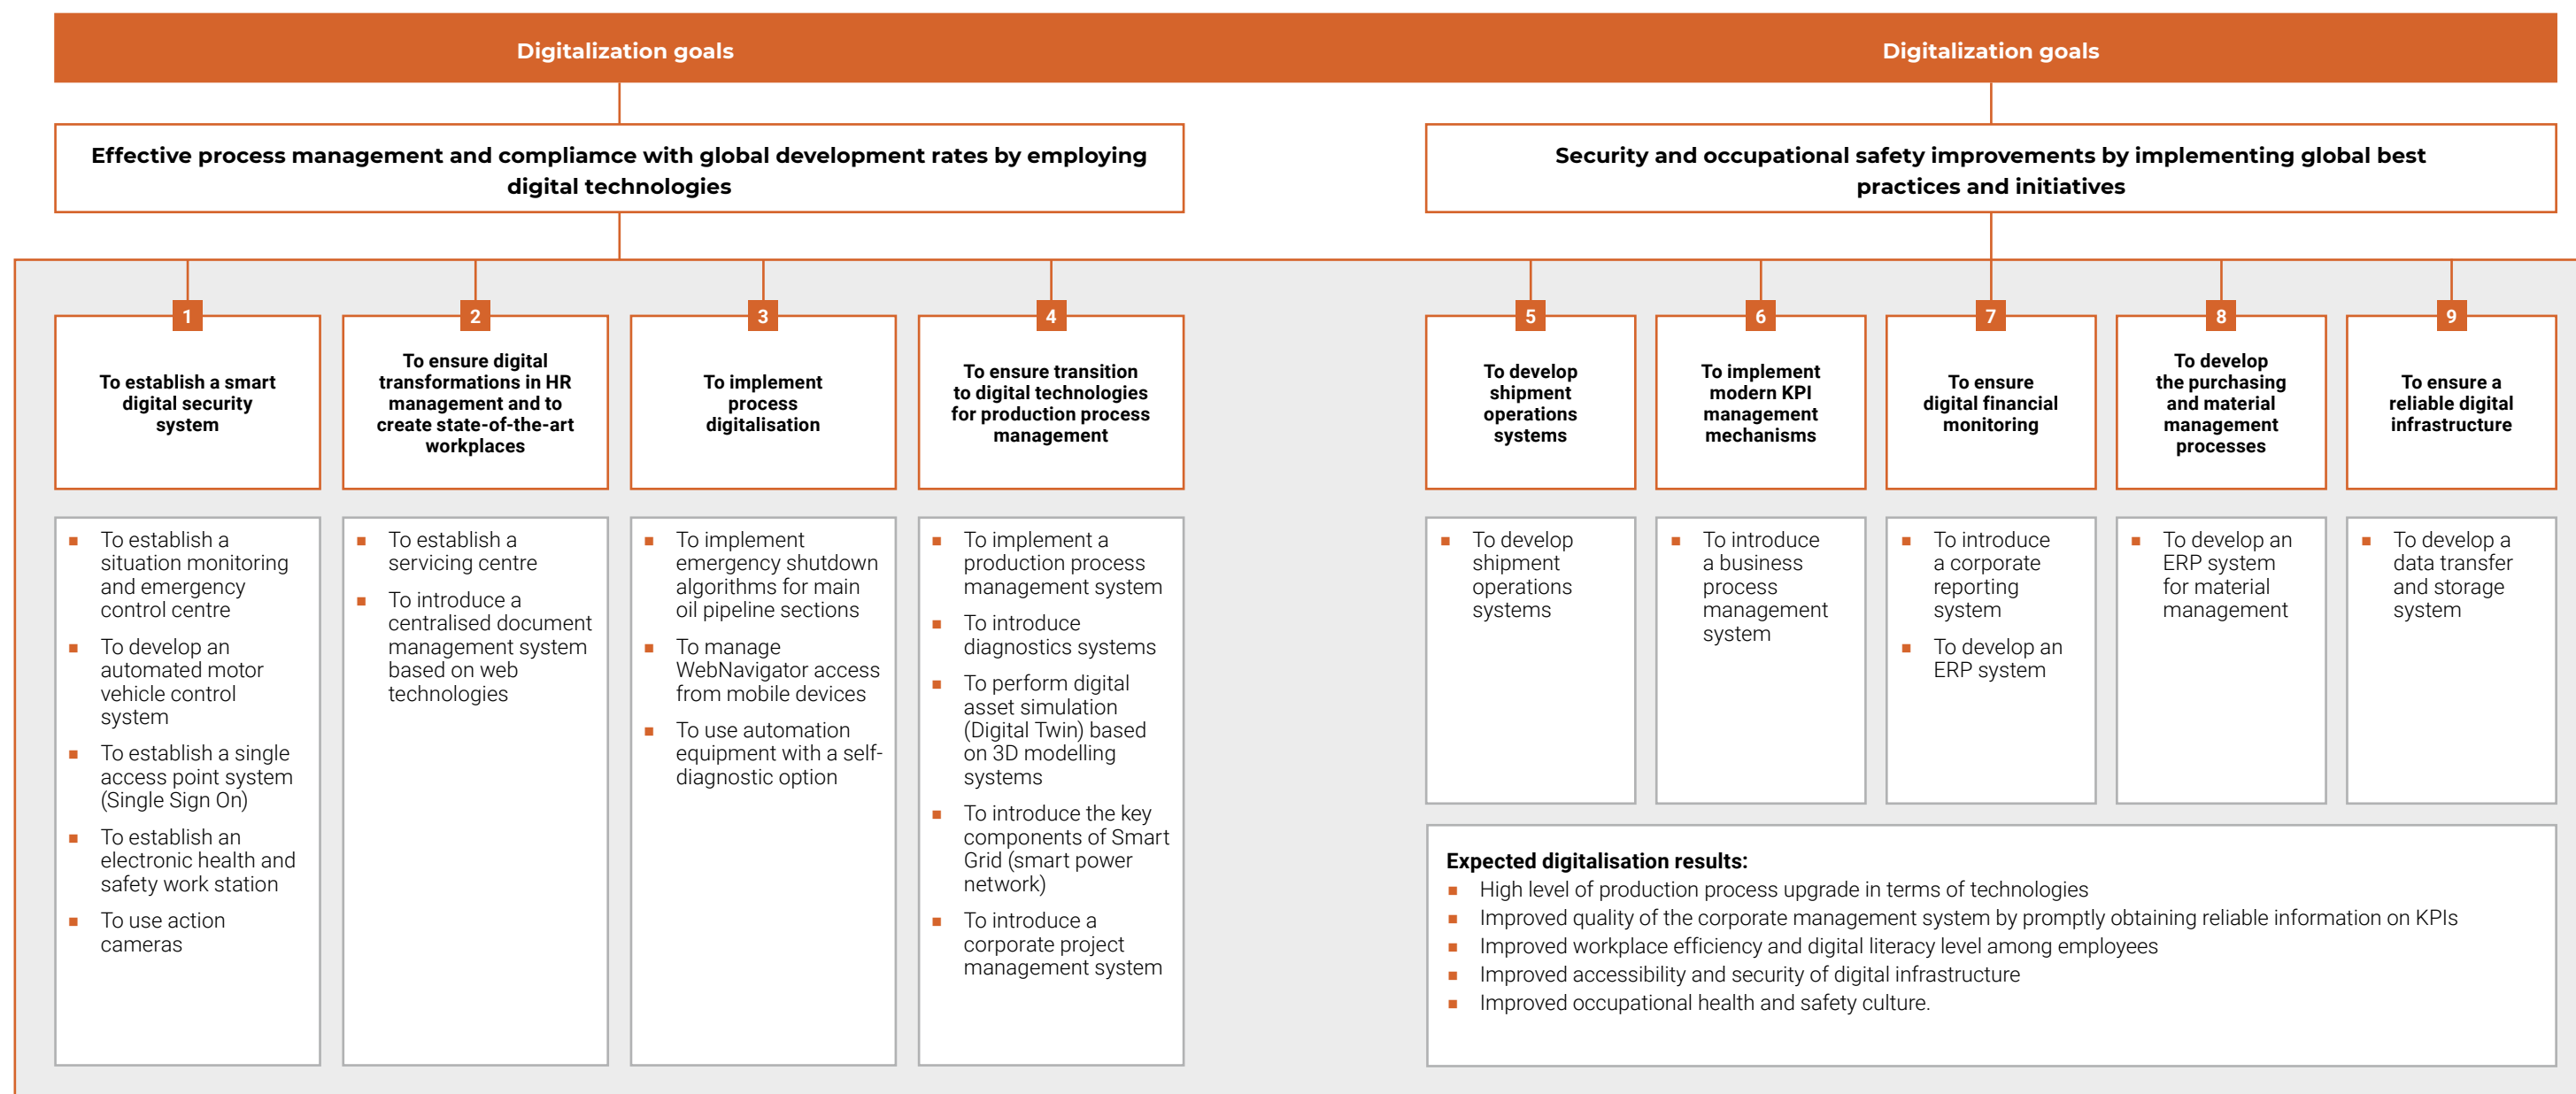 Digitalization goals
Digitalization goals
Effective process management and compliamce with global development rates by employing
digital technologies
Security and occupational safety improvements by implementing global best
practices and initiatives
1
To establish a smart
digital security
system
2
To ensure digital
transformations in HR
management and to
create state-of-the-art
workplaces
3
To implement
process
digitalisation
4
To ensure transition
to digital technologies
for production process
management
5
To develop
shipment
operations
systems
6
To implement
modern KPI
management
mechanisms
7
To ensure
digital financial
monitoring
8
To develop
the purchasing
and material
management
processes
9
To ensure a
reliable digital
infrastructure
To establish a
situation monitoring
and emergency
control centre
To develop an
automated motor
vehicle control
system
To establish a single
access point system
(Single Sign On)
To establish an
electronic health and
safety work station
To use action
cameras
To establish a
servicing centre
To introduce a
centralised document
management system
based on web
technologies
To implement
emergency shutdown
algorithms for main
oil pipeline sections
To manage
WebNavigator access
from mobile devices
To use automation
equipment with a self-
diagnostic option
To implement a
production process
management system
To introduce
diagnostics systems
To perform digital
asset simulation
(Digital Twin) based
on 3D modelling
systems
To introduce the key
components of Smart
Grid (smart power
network)
To introduce a
corporate project
management system
To develop
shipment
operations
systems
To introduce
a business
process
management
system
To introduce
a corporate
reporting
system
To develop an
ERP system
To develop an
ERP system
for material
management
To develop a
data transfer
and storage
system
Expected digitalisation results:
High level of production process upgrade in terms of technologies
Improved quality of the corporate management system by promptly obtaining reliable information on KPIs
Improved workplace efficiency and digital literacy level among employees
Improved accessibility and security of digital infrastructure
Improved occupational health and safety culture.